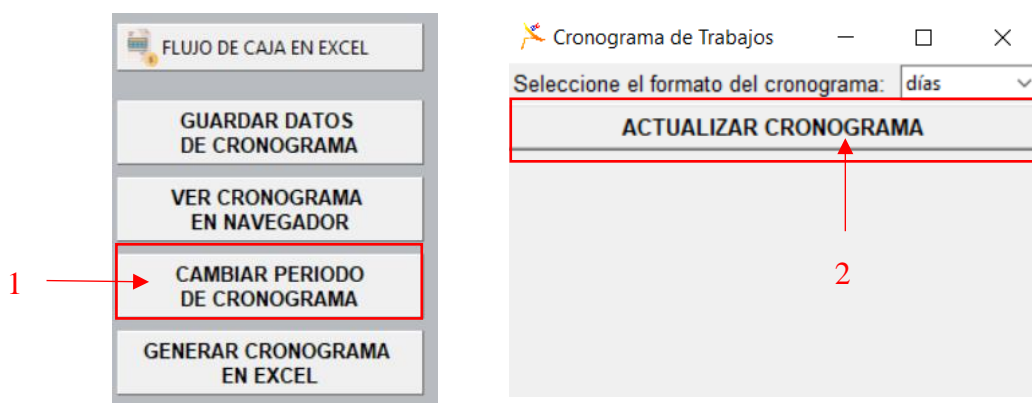 FLUJO DE CAJA EN EXCEL
GUARDAR DATOS
DE CRONOGRAMA
VER CRONOGRAMA
EN NAVEGADOR
1
CAMBIAR PERIODO
DE CRONOGRAMA
GENERAR CRONOGRAMA
EN EXCEL
Cronograma de Trabajos
Seleccione el formato del cronograma: días
ACTUALIZAR CRONOGRAMA
2